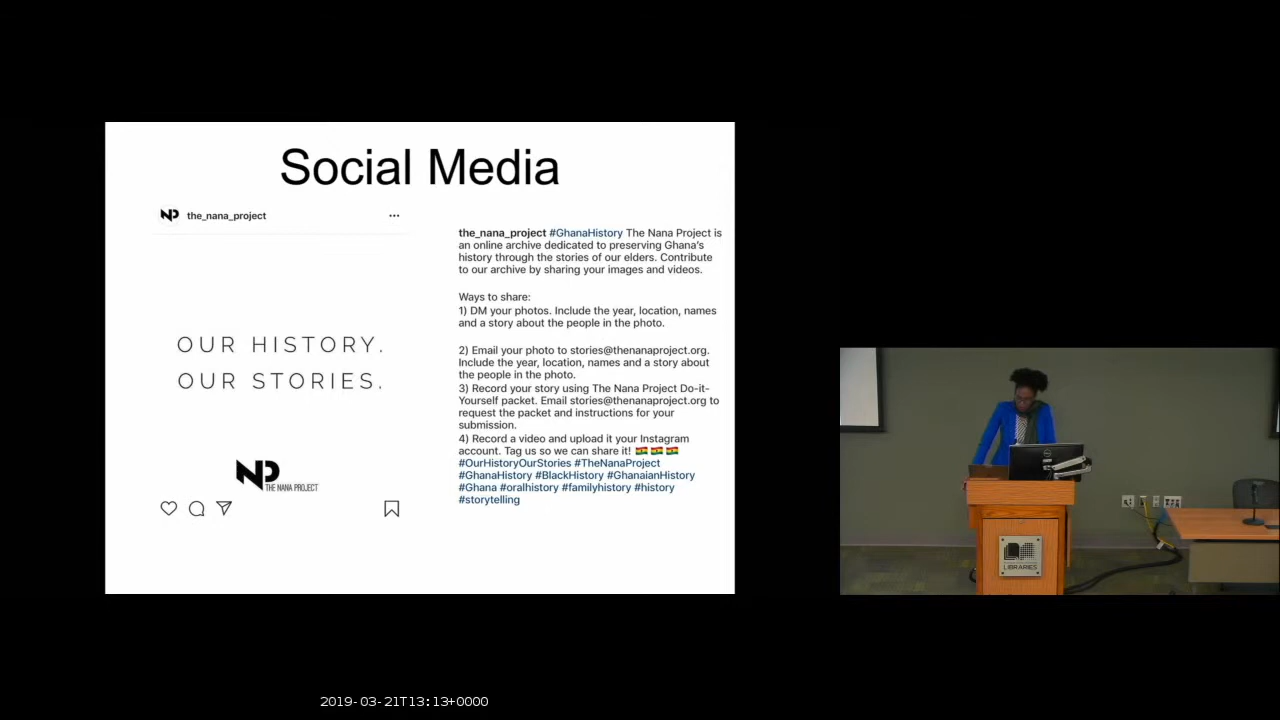 Social Media
the_nana_project
OUR HISTORY.
OUR STORIES.
NP THE NANA PROJECT
the_nana_project #GhanaHistory The Nana Project is
an online archive dedicated to preserving Ghana's
history through the stories of our elders. Contribute
to our archive by sharing your images and videos.
Ways to share:
1) DM your photos. Include the year, location, names
and a story about the people in the photo.
2) Email your photo to stories@thenanaproject.org.
Include the year, location, names and a story about
the people in the photo.
3) Record your story using The Nana Project Do-it-
Yourself packet. Email stories@thenanaproject.org to
request the packet and instructions for your
submission.
4) Record a video and upload it your Instagram
account. Tag us so we can share it! 🇬🇭 🇬🇭 🇬🇭
#OurHistoryOurStories #TheNanaProject
#GhanaHistory #BlackHistory #GhanaianHistory
#Ghana #oralhistory #familyhistory #history
#storytelling
LIBRARIES
2019-03-21T13:13+0000